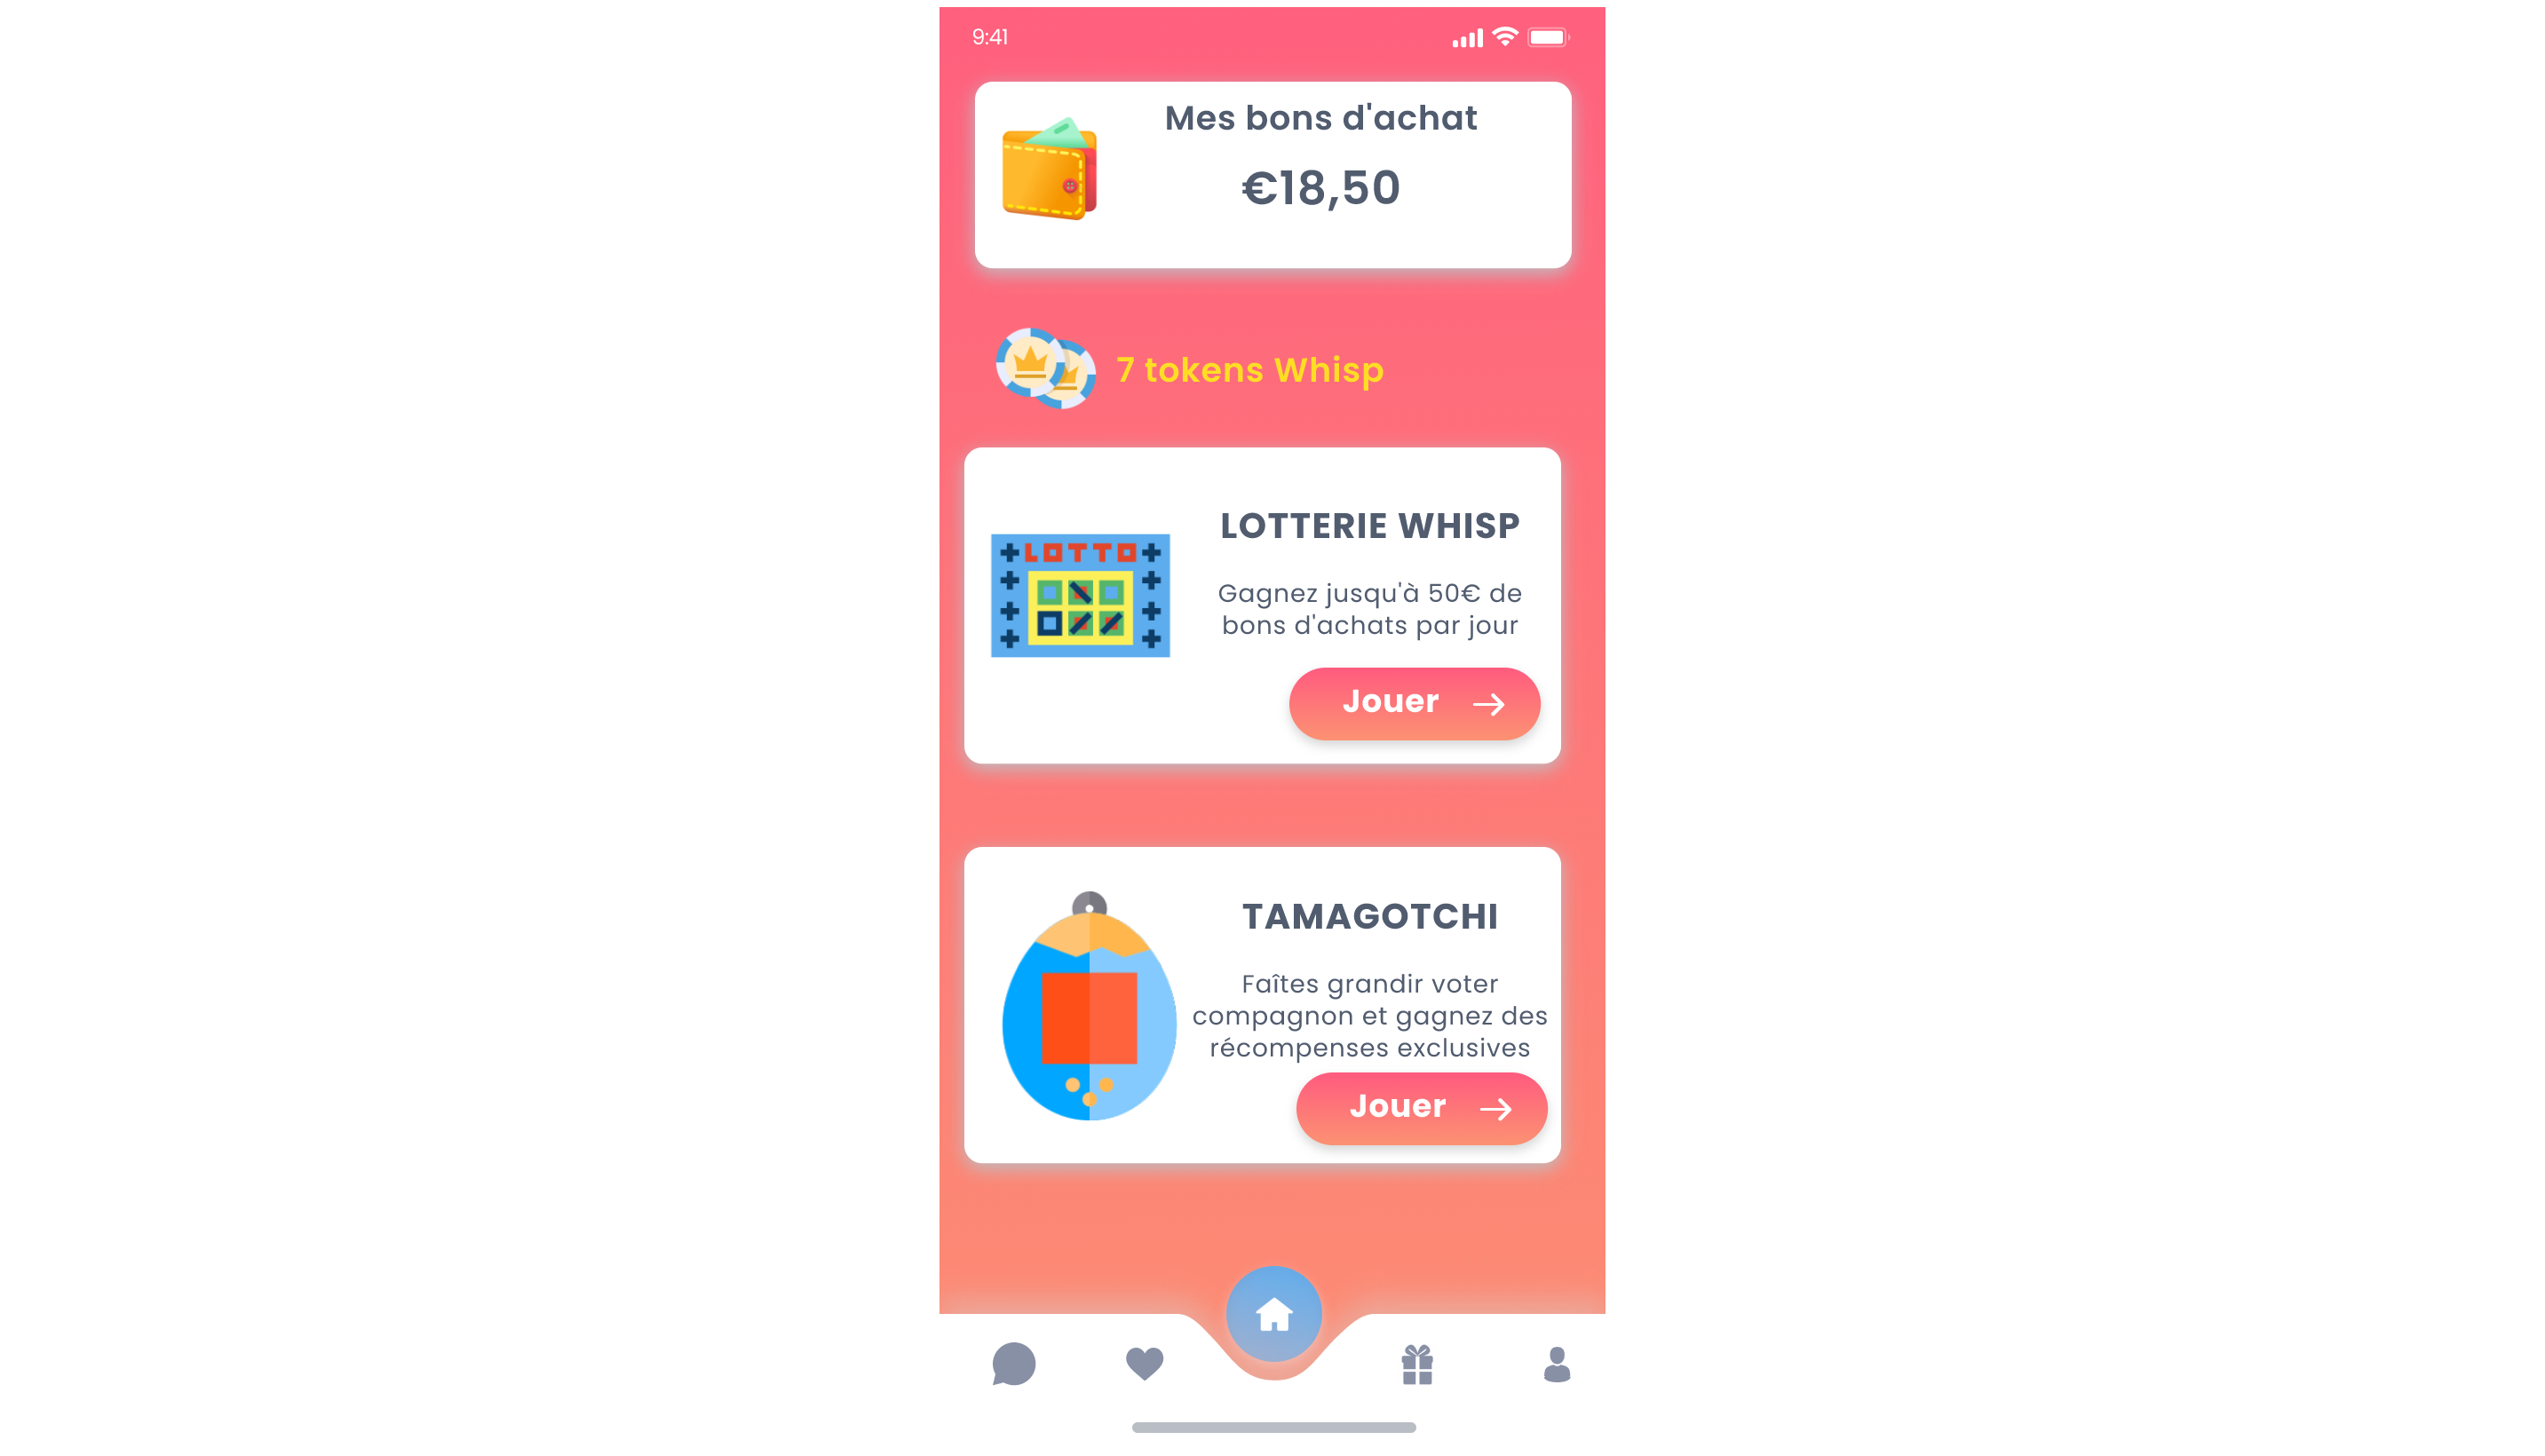 9:41
Mes bons d'achat
€18,50
7 tokens Whisp
LOTTO
LOTTERIE WHISP
Gagnez jusqu'à 50€ de
bons d'achats par jour
Jouer
TAMAGOTCHI
Faîtes grandir voter
compagnon et gagnez des
récompenses exclusives
Jouer